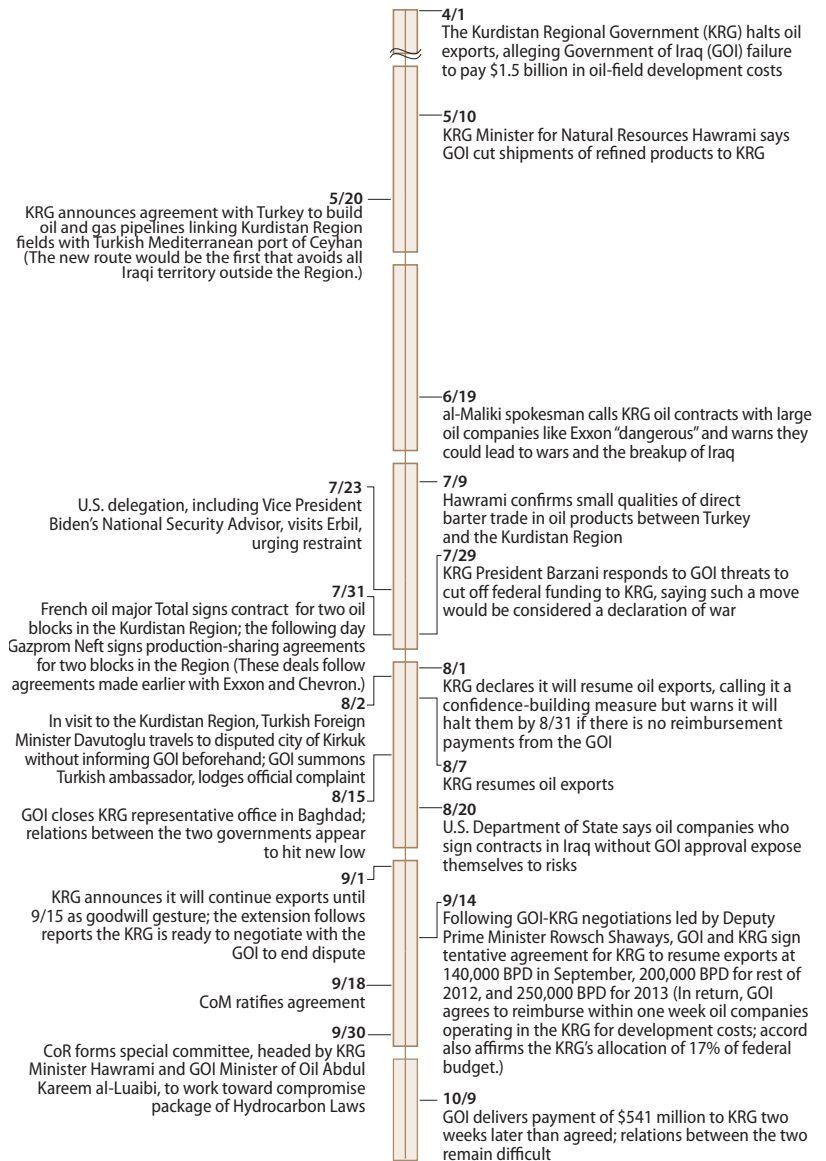 4/1
The Kurdistan Regional Government (KRG) halts oil
exports, alleging Government of Iraq (GOI) failure
to pay $1.5 billion in oil-field development costs
5/10
KRG Minister for Natural Resources Hawrami says
GOI cut shipments of refined products to KRG
5/20
KRG announces agreement with Turkey to build
oil and gas pipelines linking Kurdistan Region
fields with Turkish Mediterranean port of Ceyhan
(The new route would be the first that avoids all
Iraqi territory outside the Region.)
6/19
al-Maliki spokesman calls KRG oil contracts with large
oil companies like Exxon “dangerous” and warns they
could lead to wars and the breakup of Iraq
7/9
Hawrami confirms small qualities of direct
barter trade in oil products between Turkey
and the Kurdistan Region
7/23
U.S. delegation, including Vice President
Biden’s National Security Advisor, visits Erbil,
urging restraint
7/29
KRG President Barzani responds to GOI threats to
cut off federal funding to KRG, saying such a move
would be considered a declaration of war
7/31
French oil major Total signs contract for two oil
blocks in the Kurdistan Region; the following day
Gazprom Neft signs production-sharing agreements
for two blocks in the Region (These deals follow
agreements made earlier with Exxon and Chevron.)
8/1
KRG declares it will resume oil exports, calling it a
confidence-building measure but warns it will
halt them by 8/31 if there is no reimbursement
payments from the GOI
8/2
In visit to the Kurdistan Region, Turkish Foreign
Minister Davutoglu travels to disputed city of Kirkuk
without informing GOI beforehand; GOI summons
Turkish ambassador, lodges official complaint
8/7
KRG resumes oil exports
8/15
GOI closes KRG representative office in Baghdad;
relations between the two governments appear
to hit new low
8/20
U.S. Department of State says oil companies who
sign contracts in Iraq without GOI approval expose
themselves to risks
9/1
KRG announces it will continue exports until
9/15 as goodwill gesture; the extension follows
reports the KRG is ready to negotiate with the
GOI to end dispute
9/14
Following GOI-KRG negotiations led by Deputy
Prime Minister Rowsch Shaways, GOI and KRG sign
tentative agreement for KRG to resume exports at
140,000 BPD in September, 200,000 BPD for rest of
2012, and 250,000 BPD for 2013 (In return, GOI
agrees to reimburse within one week oil companies
operating in the KRG for development costs; accord
also affirms the KRG’s allocation of 17% of federal
budget.)
9/18
CoM ratifies agreement
9/30
CoR forms special committee, headed by KRG
Minister Hawrami and GOI Minister of Oil Abdul
Kareem al-Luaibi, to work toward compromise
package of Hydrocarbon Laws
10/9
GOI delivers payment of $541 million to KRG two
weeks later than agreed; relations between the two
remain difficult